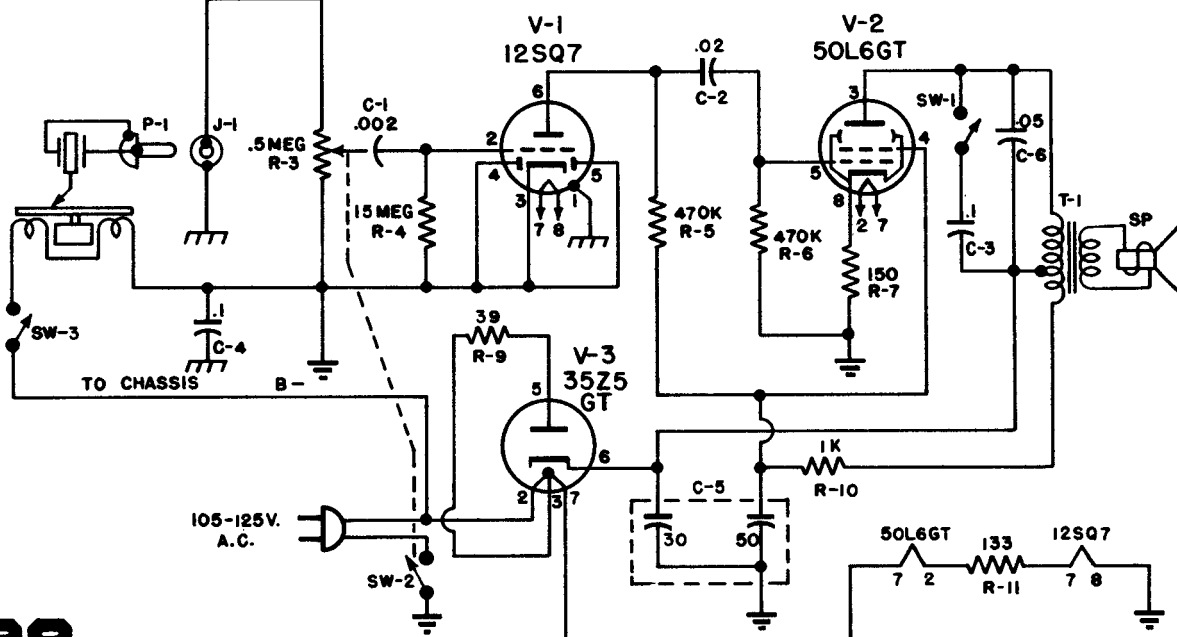 V-1
12SQ7
V-2
50L6GT
.02
C-2
6
3
SW-1
P-1
J-1
C-1
.002
.5MEG
R-3
2
4
5
3
1
7 8
4
5
8
2 7
.05
C-6
15 MEG
R-4
470K
R-5
470K
R-6
150
R-7
.1
C-3
T-1
SP
SW-3
.1
C-4
39
R-9
V-3
35Z5
GT
TO CHASSIS B-
5
6
2 3 7
1K
R-10
C-5
30 50
105-125V.
A.C.
SW-2
50L6GT 133 12SQ7
7 2 R-11 7 8